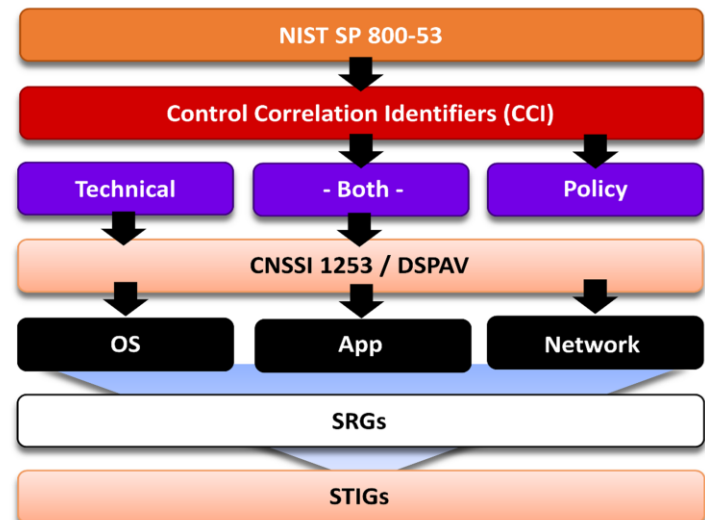 NIST SP 800-53
Control Correlation Identifiers (CCI)
Technical
- Both -
Policy
CNSSI 1253 / DSPAV
OS
App
Network
SRGs
STIGs